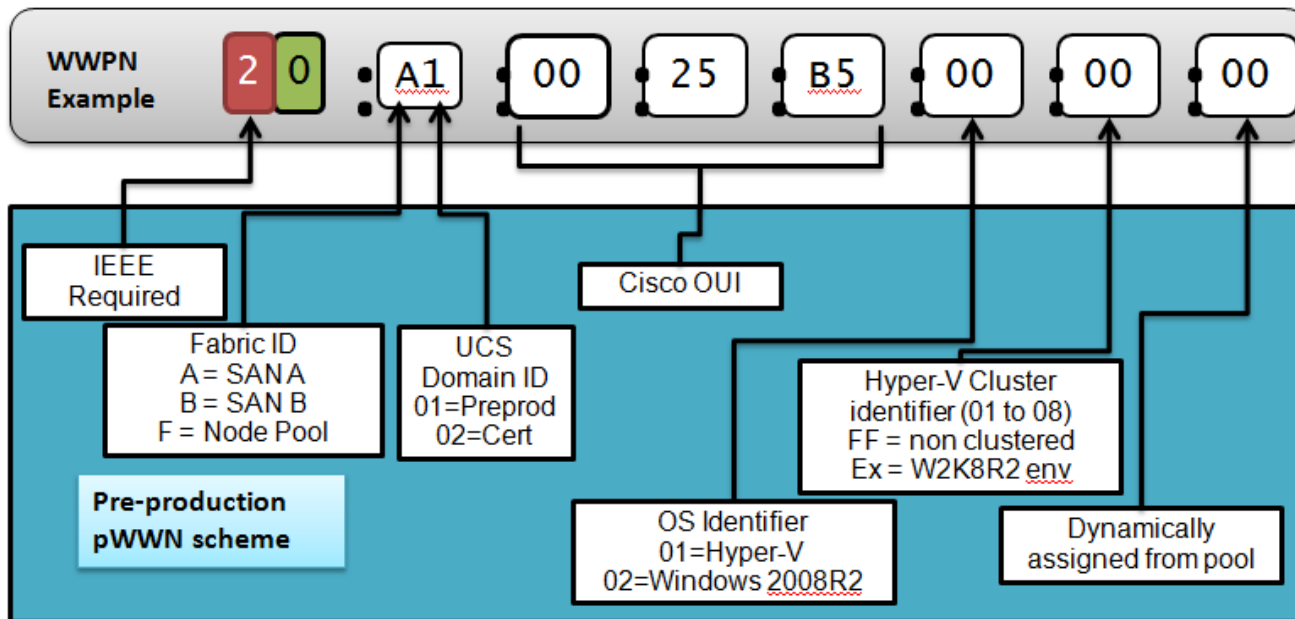 WWPN
Example
20 : A1 : 00 : 25 : B5 : 00 : 00 : 00
IEEE
Required
Fabric ID
A = SAN A
B = SAN B
F = Node Pool
UCS
Domain ID
01=Preprod
02=Cert
Cisco OUI
Hyper-V Cluster
identifier (01 to 08)
FF = non clustered
Ex = W2K8R2 env
OS Identifier
01=Hyper-V
02=Windows 2008R2
Dynamically
assigned from pool
Pre-production
pWWN scheme